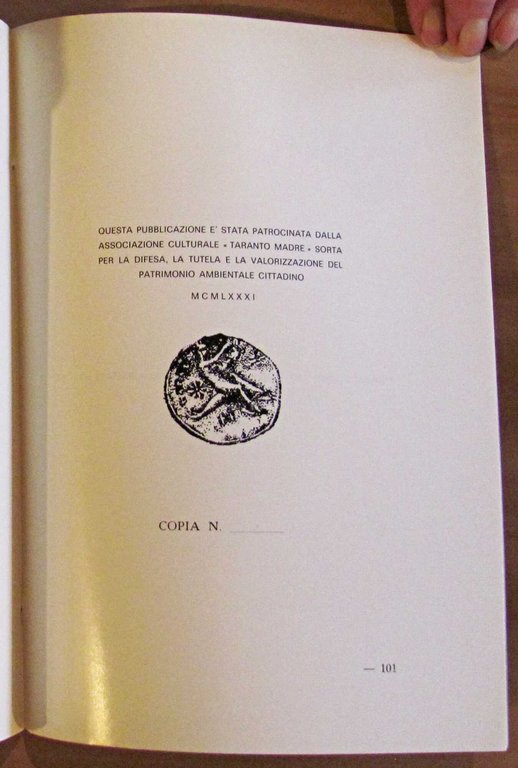 QUESTA PUBBLICAZIONE E' STATA PATROCINATA DALLA
ASSOCIAZIONE CULTURALE « TARANTO MADRE » SORTA
PER LA DIFESA, LA TUTELA E LA VALORIZZAZIONE DEL
PATRIMONIO AMBIENTALE CITTADINO
MCMLXXXI
COPIA N.
— 101